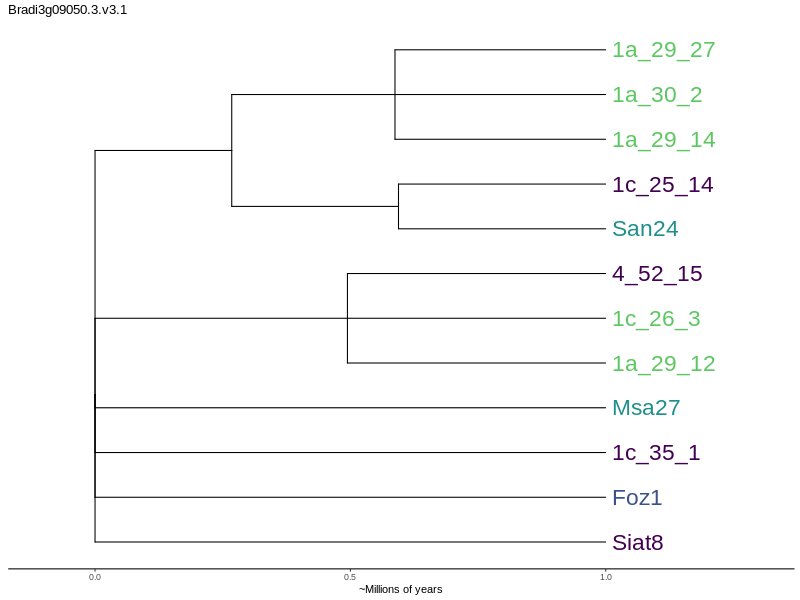 Bradi3g09050.3.v3.1
1a_29_27
1a_30_2
1a_29_14
1c_25_14
San24
4_52_15
1c_26_3
1a_29_12
Msa27
1c_35_1
Foz1
Siat8
0.0 0.5 1.0
~Millions of years